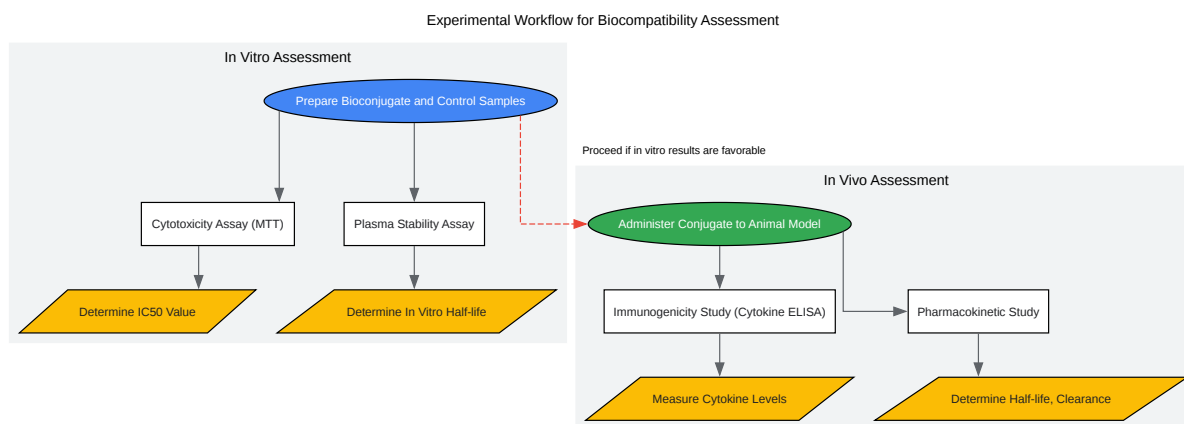 Experimental Workflow for Biocompatibility Assessment
In Vitro Assessment
Prepare Bioconjugate and Control Samples
Cytotoxicity Assay (MTT)
Plasma Stability Assay
Determine IC50 Value
Determine In Vitro Half-life
Proceed if in vitro results are favorable
In Vivo Assessment
Administer Conjugate to Animal Model
Immunogenicity Study (Cytokine ELISA)
Pharmacokinetic Study
Measure Cytokine Levels
Determine Half-life, Clearance